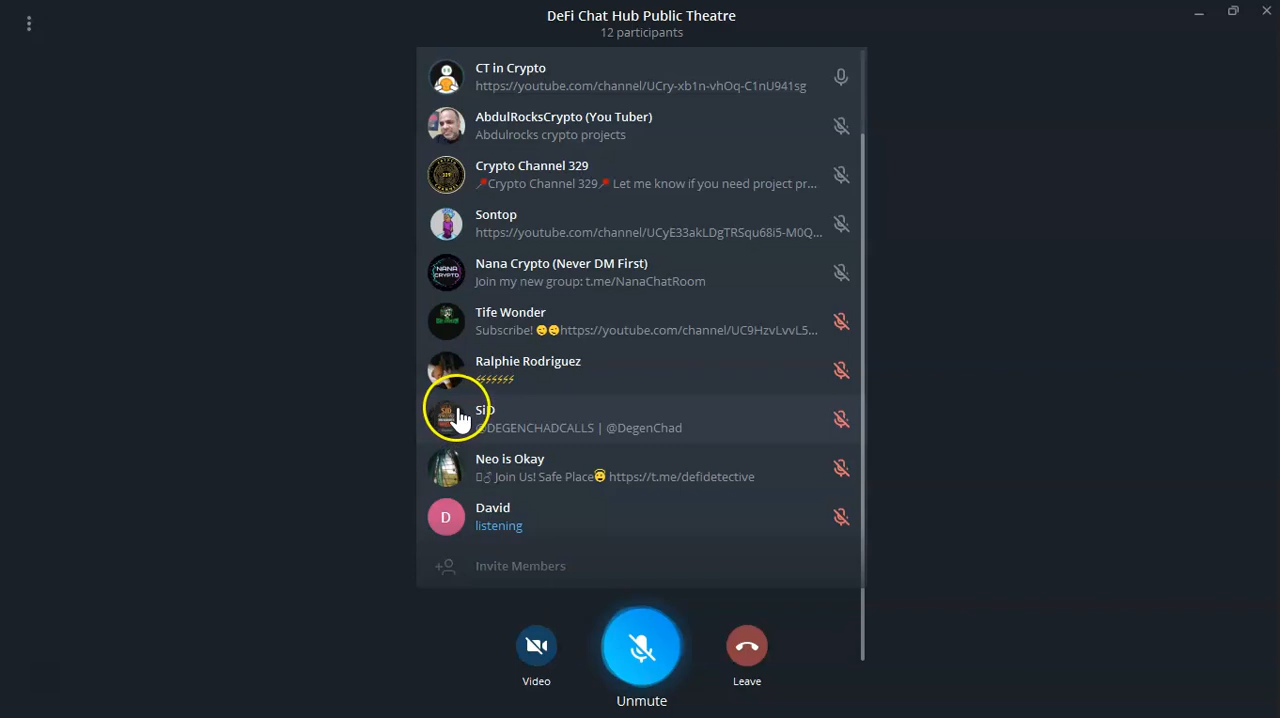 DeFi Chat Hub Public Theatre
12 participants
CT in Crypto
https://youtube.com/channel/UCry-xb1n-vhOq-C1nU941sg
AbdulRocksCrypto (You Tuber)
Abdulrocks crypto projects
Crypto Channel 329
📍Crypto Channel 329📍 Let me know if you need project pr...
Sontop
https://youtube.com/channel/UCyE33akLDgTRSqu68i5-M0Q...
NANA CRYPTO
Nana Crypto (Never DM First)
Join my new group: t.me/NanaChatRoom
Tife Wonder
Subscribe! https://youtube.com/channel/UC9HzvLvvL5...
Ralphie Rodriguez
⚡⚡⚡⚡⚡⚡⚡
SiD
@DEGENCHADCALLS | @DegenChad
Neo is Okay
Join Us! Safe Place😇 https://t.me/defidetective
D
David
listening
Invite Members
Video
Leave
Unmute